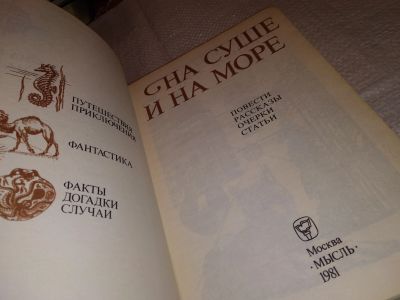 ПУТЕШЕСТВИЯ
ПРИКЛЮЧЕНИЯ
ФАНТАСТИКА
ФАКТЫ
ДОГАДКИ
СЛУЧАИ
НА СУШЕ
И НА МОРЕ
ПОВЕСТИ
РАССКАЗЫ
ОЧЕРКИ
СТАТЬИ
Москва
·МЫСЛЬ·
1981